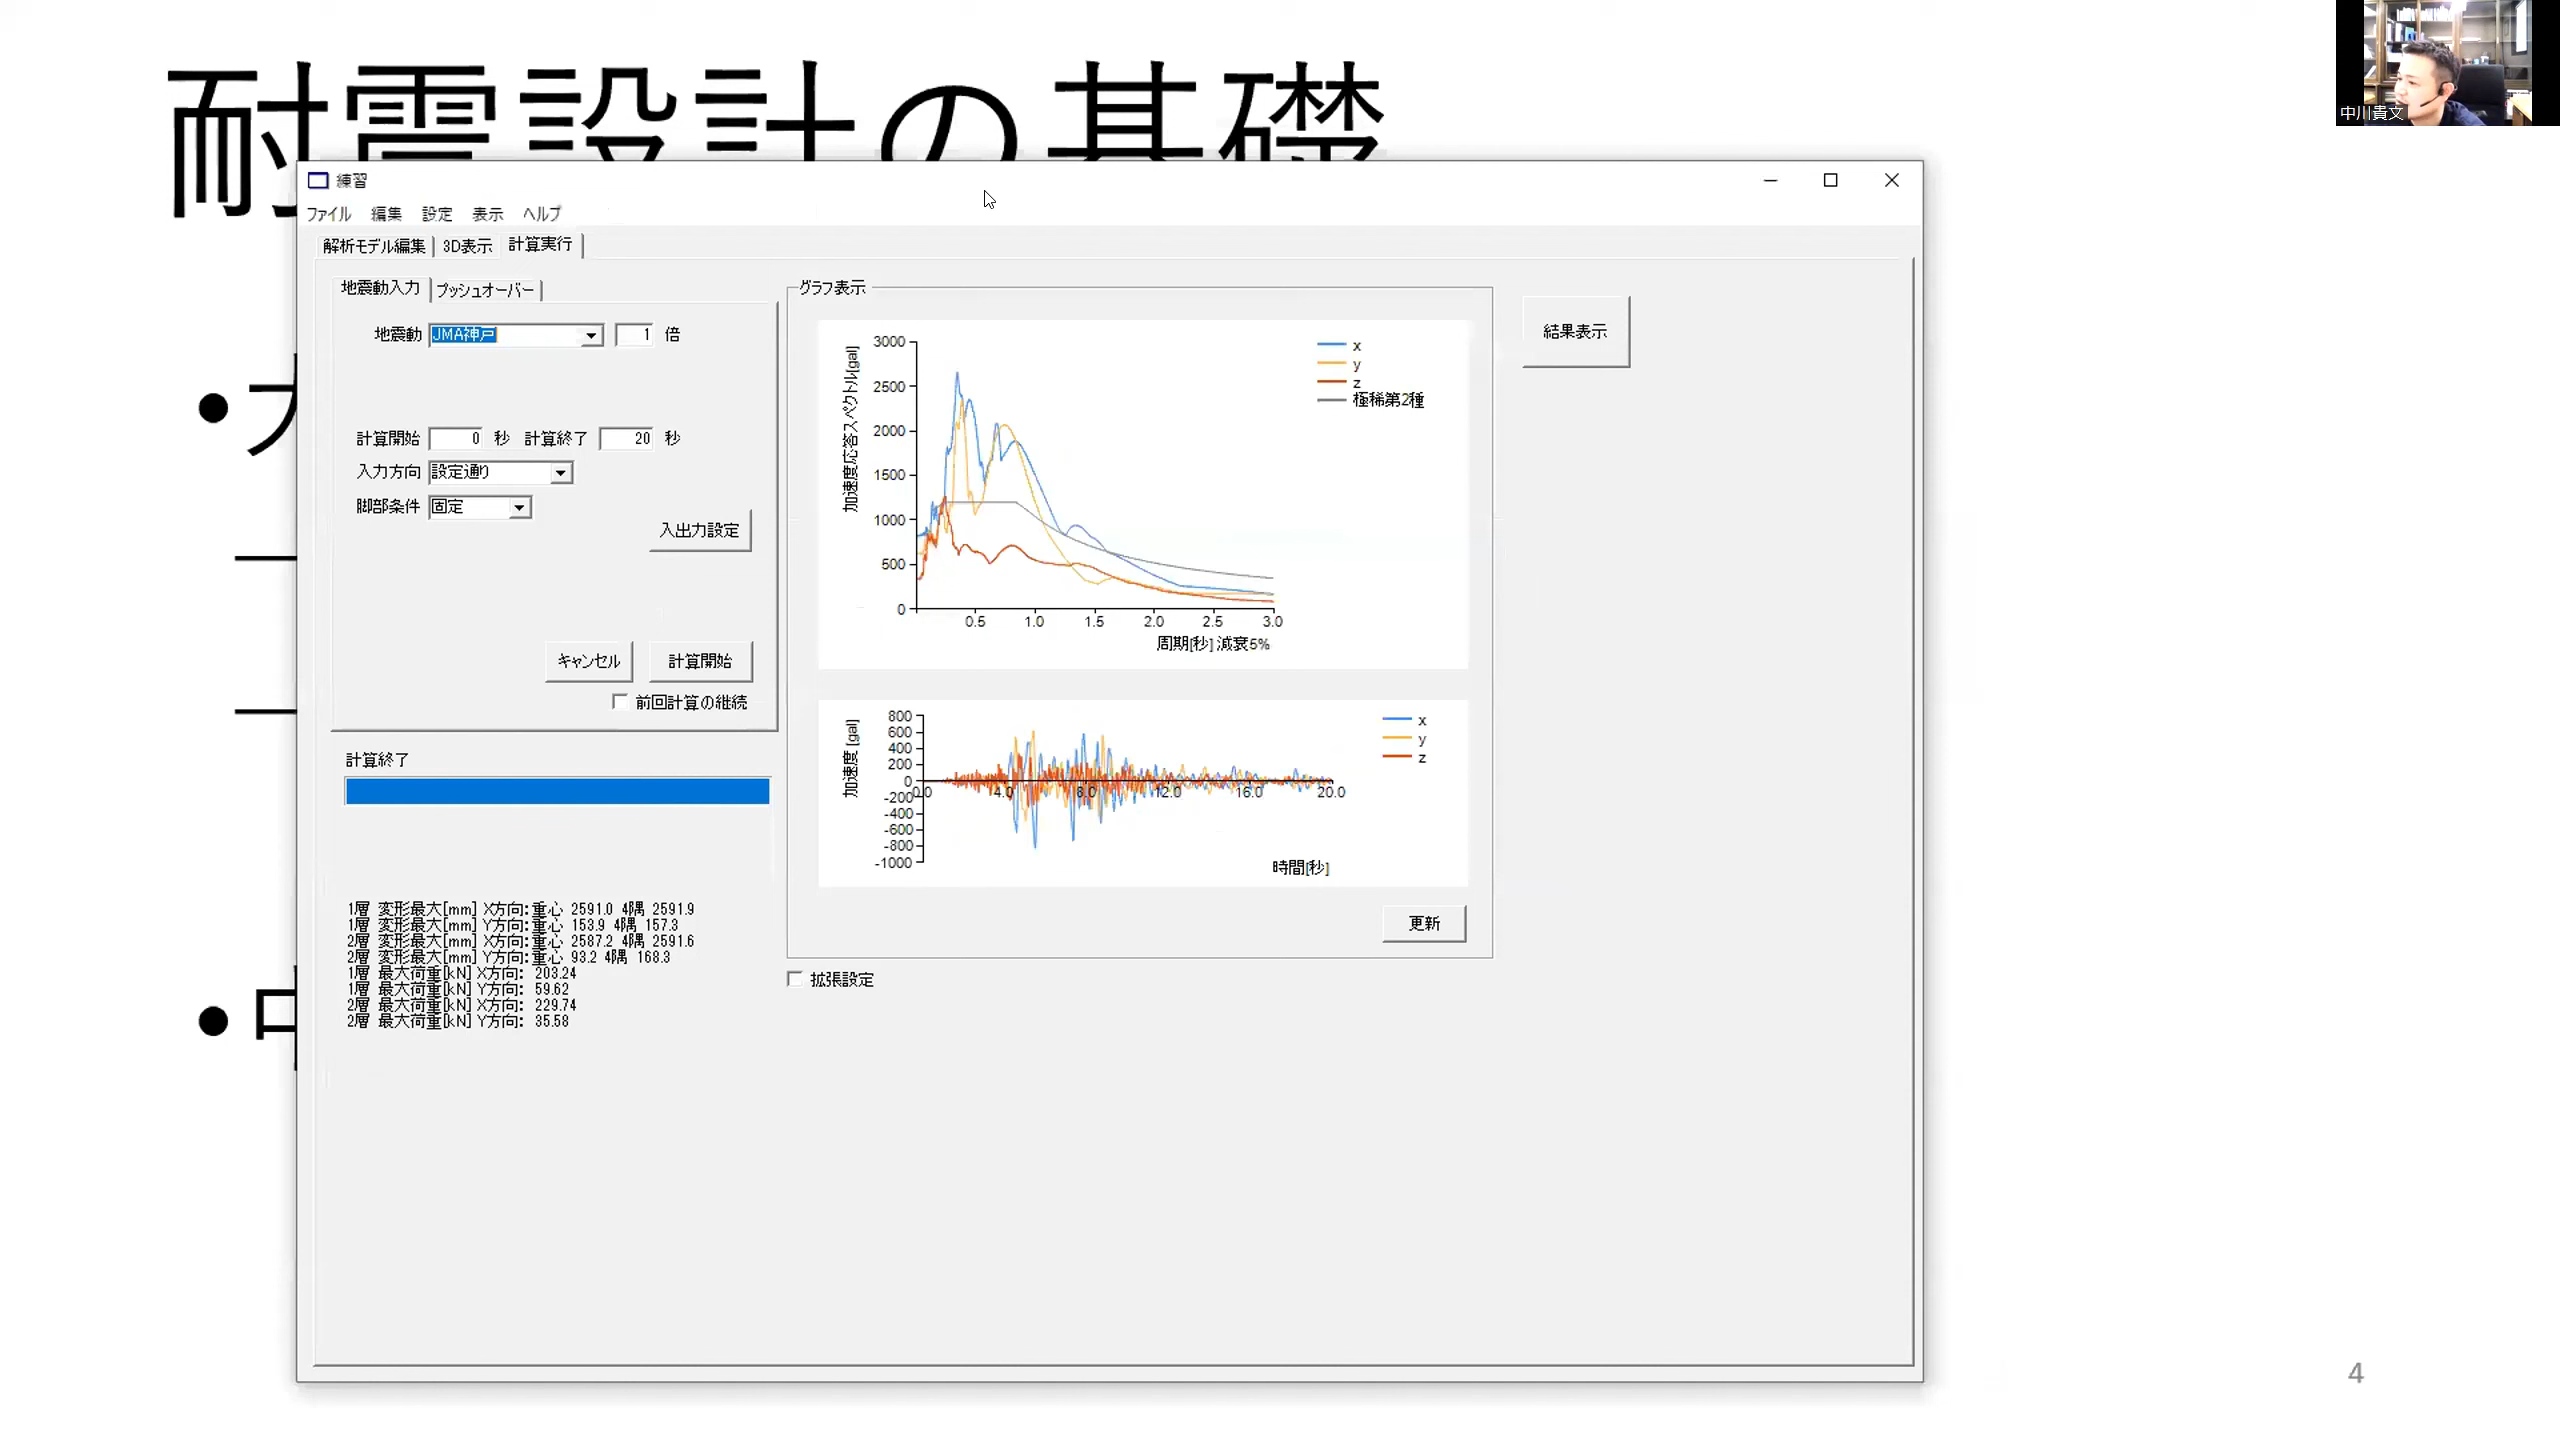 耐震設計の基礎
中川貴文
練習
ファイル 編集 設定 表示 ヘルプ
解析モデル編集 3D表示 計算実行
地震動入力 プッシュオーバー
地震動 JMA神戸 1 倍
計算開始 0 秒 計算終了 20 秒
入力方向 設定通り
脚部条件 固定
入出力設定
キャンセル 計算開始
前回計算の継続
計算終了
1層 変形最大[mm] X方向:重心 2591.0 4隅 2591.9
1層 変形最大[mm] Y方向:重心 153.9 4隅 157.3
2層 変形最大[mm] X方向:重心 2587.2 4隅 2591.6
2層 変形最大[mm] Y方向:重心 93.2 4隅 168.3
1層 最大荷重[kN] X方向: 203.24
1層 最大荷重[kN] Y方向: 59.62
2層 最大荷重[kN] X方向: 229.74
2層 最大荷重[kN] Y方向: 35.58
グラフ表示
加速度応答スペクトル[gal]
3000
2500
2000
1500
1000
500
0
0.5 1.0 1.5 2.0 2.5 3.0
周期[秒] 減衰5%
x
y
z
極稀第2種
加速度 [gal]
800
600
400
200
0
-200
-400
-600
-800
-1000
0.0 4.0 8.0 12.0 16.0 20.0
時間[秒]
x
y
z
更新
拡張設定
結果表示
4